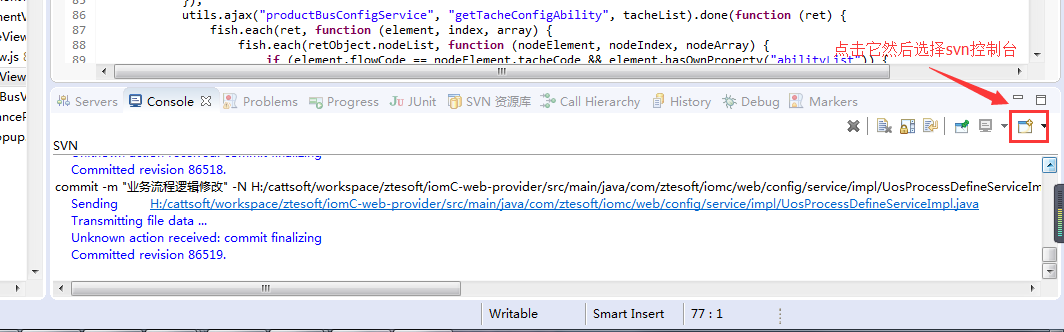 85 });
86 utils.ajax("productBusConfigService", "getTacheConfigAbility", tacheList).done(function (ret) {
87 fish.each(ret, function (element, index, array) {
88 fish.each(retObject.nodeList, function (nodeElement, nodeIndex, nodeArray) {
89 if (element.flowCode == nodeElement.tacheCode && element.hasOwnProperty("abilityList")) {
点击它然后选择svn控制台
w.js
View
BusV
anceF
opup
Servers Console Problems Progress JUnit SVN 资源库 Call Hierarchy History Debug Markers
SVN
Unknown action received: commit finalizing
Committed revision 86518.
commit -m "业务流程逻辑修改" -N H:/cattsoft/workspace/ztesoft/iomC-web-provider/src/main/java/com/ztesoft/iomc/web/config/service/impl/UosProcessDefineServiceIm
Sending H:/cattsoft/workspace/ztesoft/iomC-web-provider/src/main/java/com/ztesoft/iomc/web/config/service/impl/UosProcessDefineServiceImpl.java
Transmitting file data ...
Unknown action received: commit finalizing
Committed revision 86519.
Writable Smart Insert 77 : 1